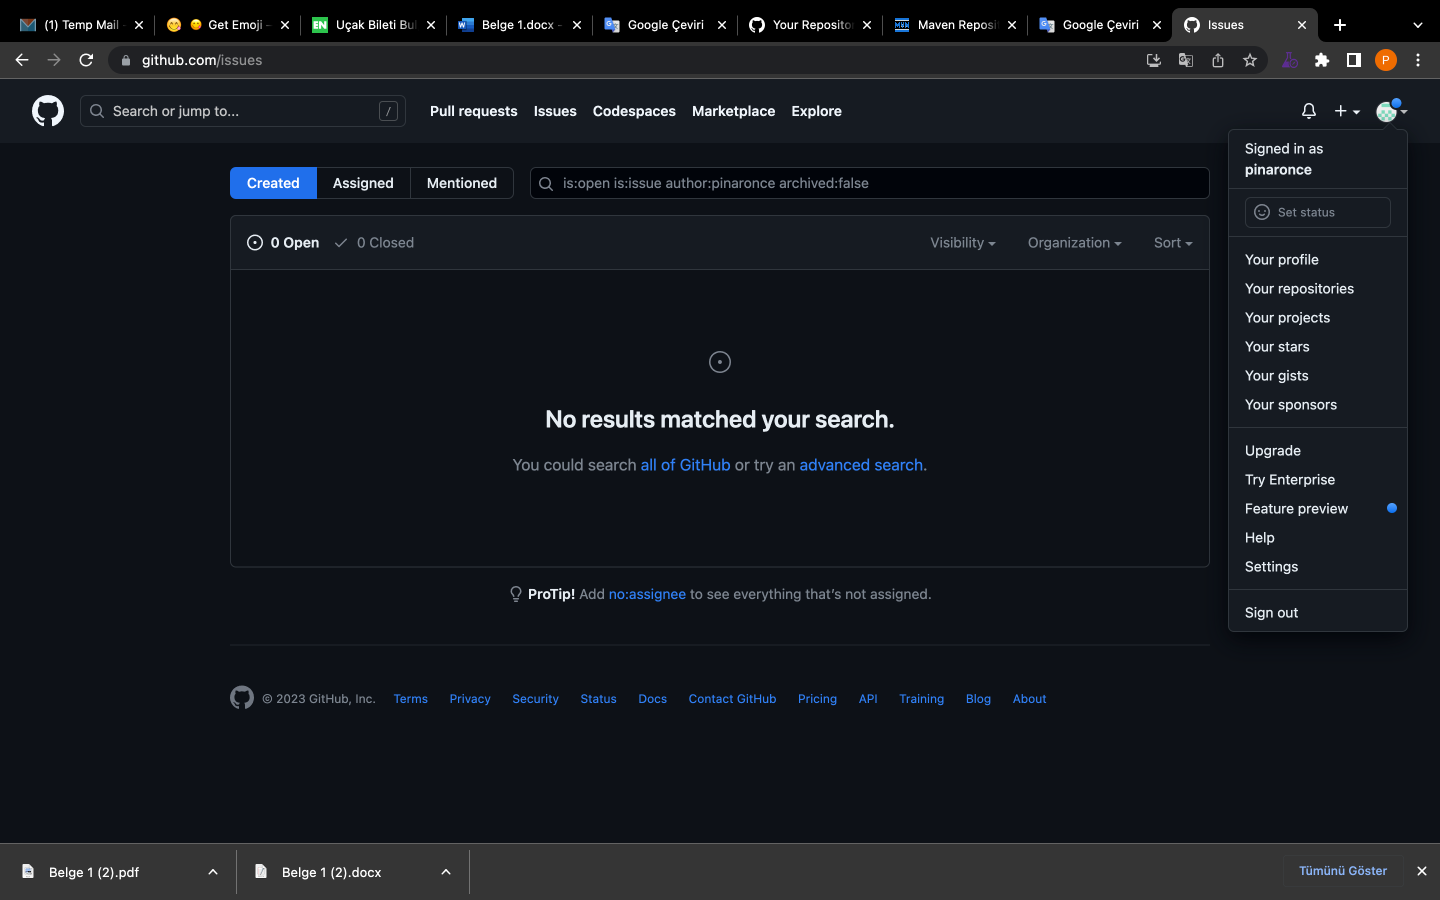 (1) Temp Mail
Get Emoji
EN Uçak Bileti Bul
Belge 1.docx
Google Çeviri
Your Reposito
Maven Reposi
Google Çeviri
Issues
github.com/issues
P
Search or jump to...
/
Pull requests
Issues
Codespaces
Marketplace
Explore
Signed in as
pinaronce
Set status
Your profile
Your repositories
Your projects
Your stars
Your gists
Your sponsors
Upgrade
Try Enterprise
Feature preview
Help
Settings
Sign out
Created
Assigned
Mentioned
is:open is:issue author:pinaronce archived:false
0 Open
0 Closed
Visibility
Organization
Sort
No results matched your search.
You could search all of GitHub or try an advanced search.
ProTip! Add no:assignee to see everything that's not assigned.
© 2023 GitHub, Inc.
Terms
Privacy
Security
Status
Docs
Contact GitHub
Pricing
API
Training
Blog
About
Belge 1 (2).pdf
Belge 1 (2).docx
Tümünü Göster